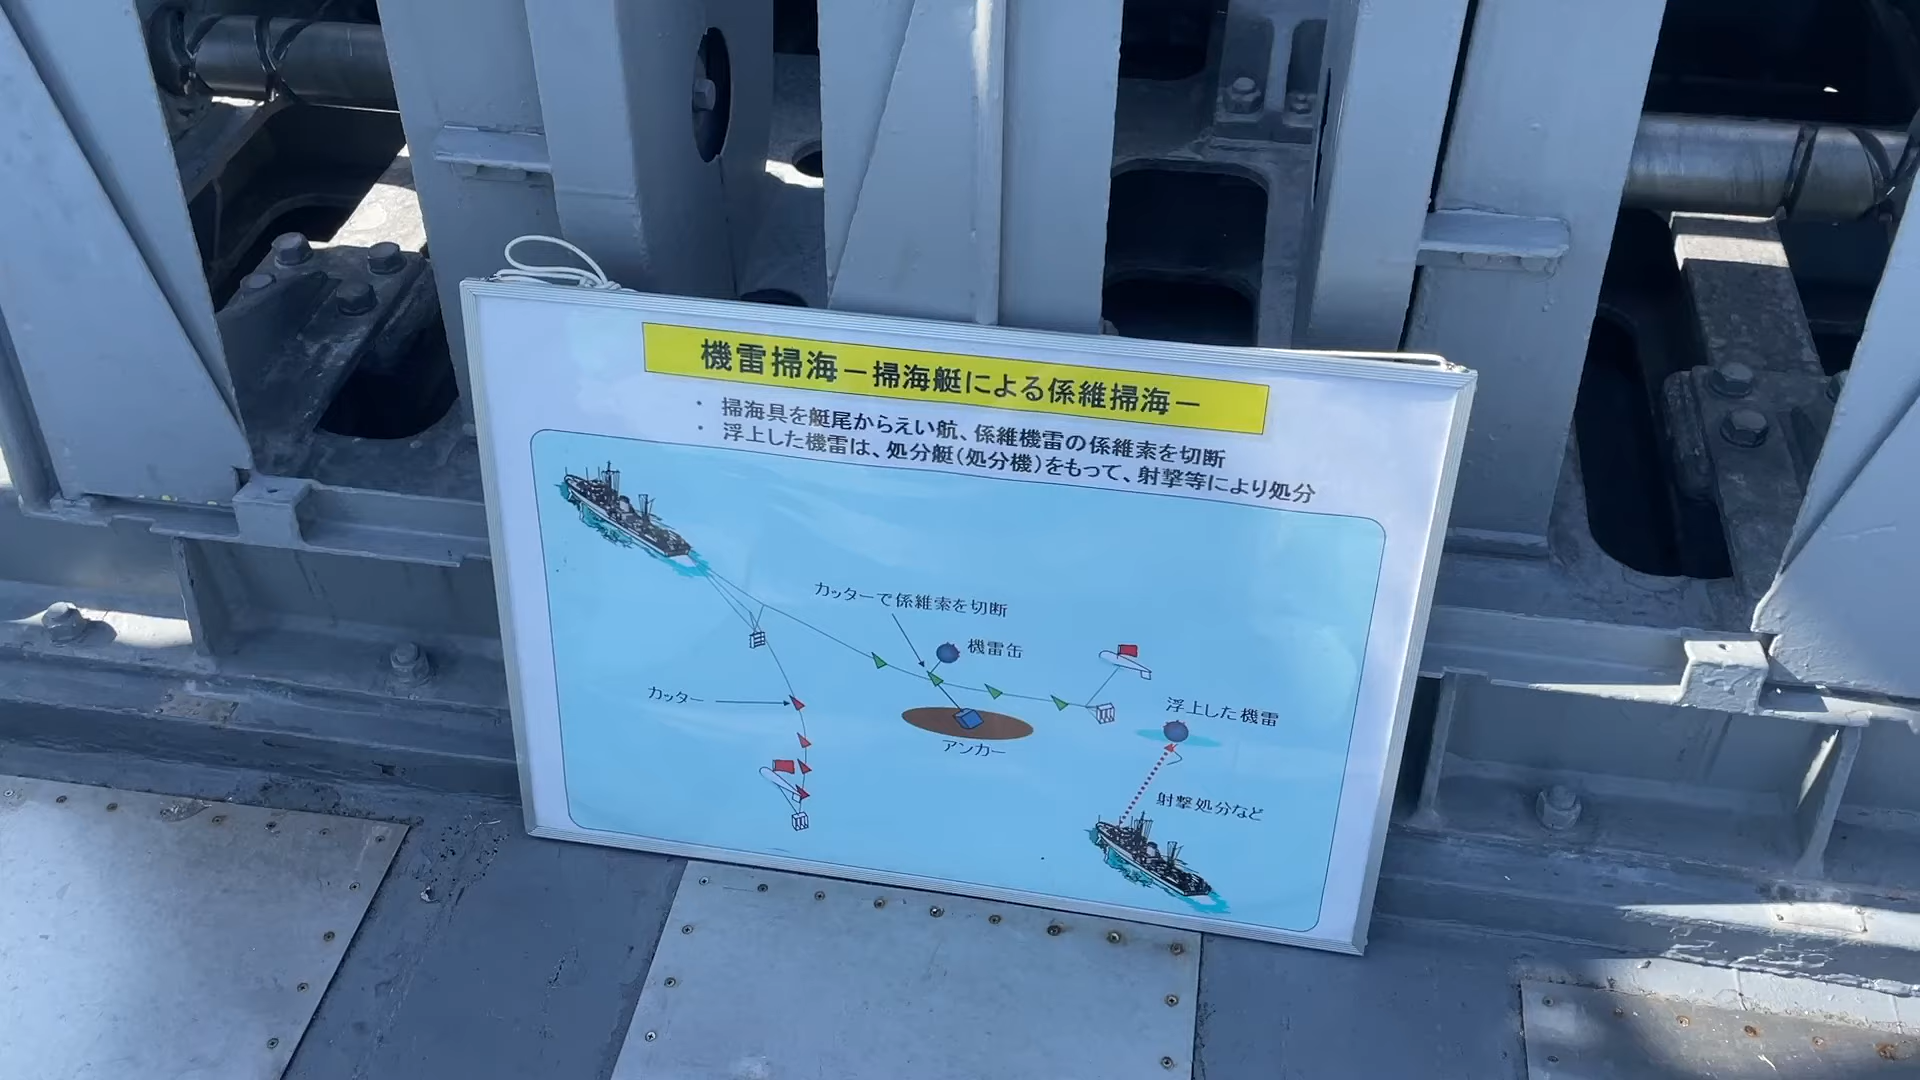 機雷掃海－掃海艇による係維掃海－
・ 掃海具を艇尾からえい航、係維機雷の係維索を切断
・ 浮上した機雷は、処分艇(処分機)をもって、射撃等により処分
カッターで係維索を切断
機雷缶
カッター
浮上した機雷
アンカー
射撃処分など